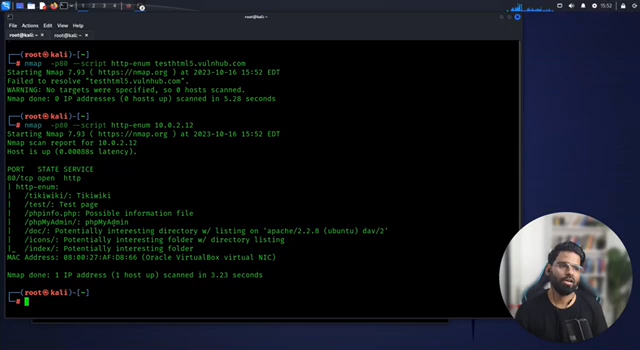 1 2 3 4
15:52
root@kali: ~
File Actions Edit View Help
root@kali: ~ × root@kali: ~ ×
┌──(root㉿kali)-[~]
└─# nmap -p80 --script http-enum testhtml5.vulnhub.com
Starting Nmap 7.93 ( https://nmap.org ) at 2023-10-16 15:52 EDT
Failed to resolve "testhtml5.vulnhub.com".
WARNING: No targets were specified, so 0 hosts scanned.
Nmap done: 0 IP addresses (0 hosts up) scanned in 5.28 seconds
┌──(root㉿kali)-[~]
└─# nmap -p80 --script http-enum 10.0.2.12
Starting Nmap 7.93 ( https://nmap.org ) at 2023-10-16 15:52 EDT
Nmap scan report for 10.0.2.12
Host is up (0.00088s latency).
PORT STATE SERVICE
80/tcp open http
| http-enum:
| /tikiwiki/: Tikiwiki
| /test/: Test page
| /phpinfo.php: Possible information file
| /phpMyAdmin/: phpMyAdmin
| /doc/: Potentially interesting directory w/ listing on 'apache/2.2.8 (ubuntu) dav/2'
| /icons/: Potentially interesting folder w/ directory listing
|_ /index/: Potentially interesting folder
MAC Address: 08:00:27:AF:D8:66 (Oracle VirtualBox virtual NIC)
Nmap done: 1 IP address (1 host up) scanned in 3.23 seconds
┌──(root㉿kali)-[~]
└─#